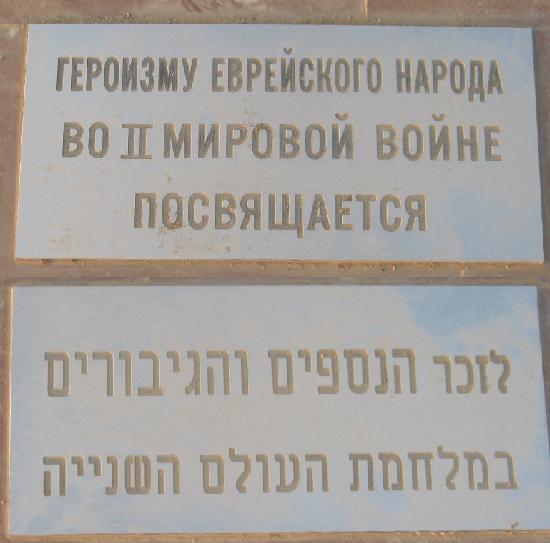 ГЕРОИЗМУ ЕВРЕЙСКОГО НАРОДА
ВО II МИРОВОЙ ВОЙНЕ
ПОСВЯЩАЕТСЯ
לזכר הנספים והגיבורים
במלחמת העולם השנייה